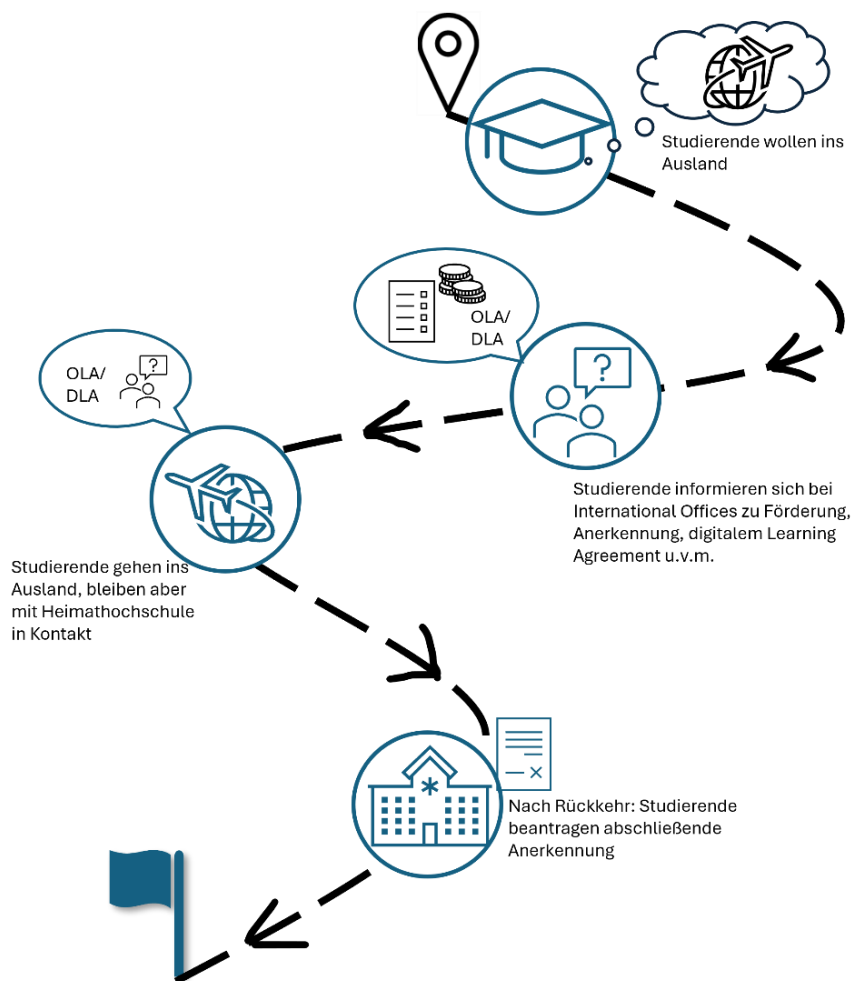 Studierende wollen ins
Ausland
OLA/
DLA
Studierende informieren sich bei
International Offices zu Förderung,
Anerkennung, digitalem Learning
Agreement u.v.m.
OLA/
DLA
Studierende gehen ins
Ausland, bleiben aber
mit Heimathochschule
in Kontakt
Nach Rückkehr: Studierende
beantragen abschließende
Anerkennung